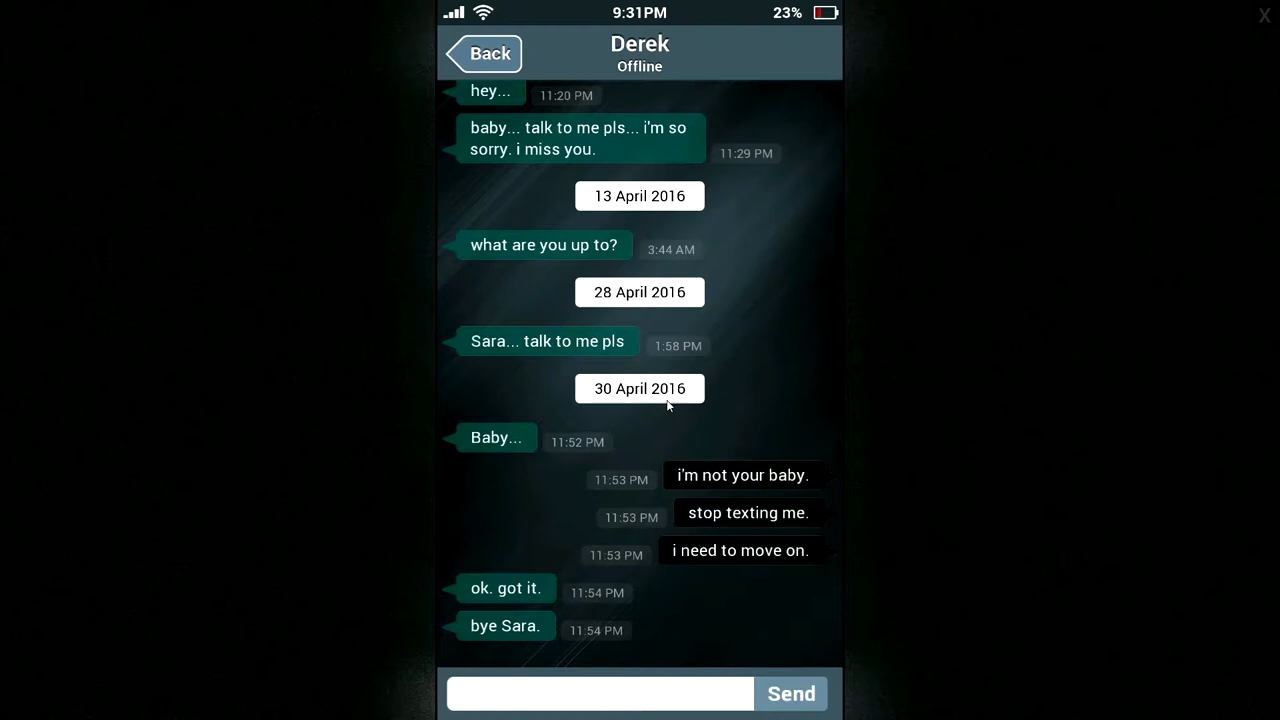 9:31PM 23%
X
Back
Derek
Offline
hey...
11:20 PM
baby... talk to me pls... i'm so
sorry. i miss you.
11:29 PM
13 April 2016
what are you up to?
3:44 AM
28 April 2016
Sara... talk to me pls
1:58 PM
30 April 2016
Baby...
11:52 PM
11:53 PM
i'm not your baby.
11:53 PM
stop texting me.
11:53 PM
i need to move on.
ok. got it.
11:54 PM
bye Sara.
11:54 PM
Send